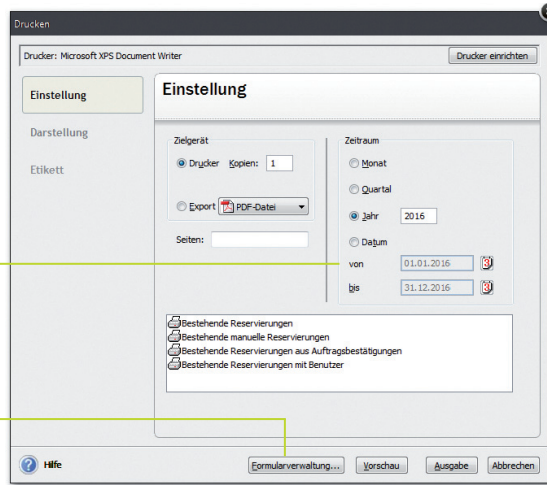 Drucken
Drucker: Microsoft XPS Document Writer
Drucker einrichten
Einstellung
Darstellung
Etikett
Einstellung
Zielgerät
Drucker Kopien: 1
Export PDF-Datei
Seiten:
Zeitraum
Monat
Quartal
Jahr 2016
Datum
von 01.01.2016 3
bis 31.12.2016 3
Bestehende Reservierungen
Bestehende manuelle Reservierungen
Bestehende Reservierungen aus Auftragsbestätigungen
Bestehende Reservierungen mit Benutzer
? Hilfe
Formularverwaltung... Vorschau Ausgabe Abbrechen